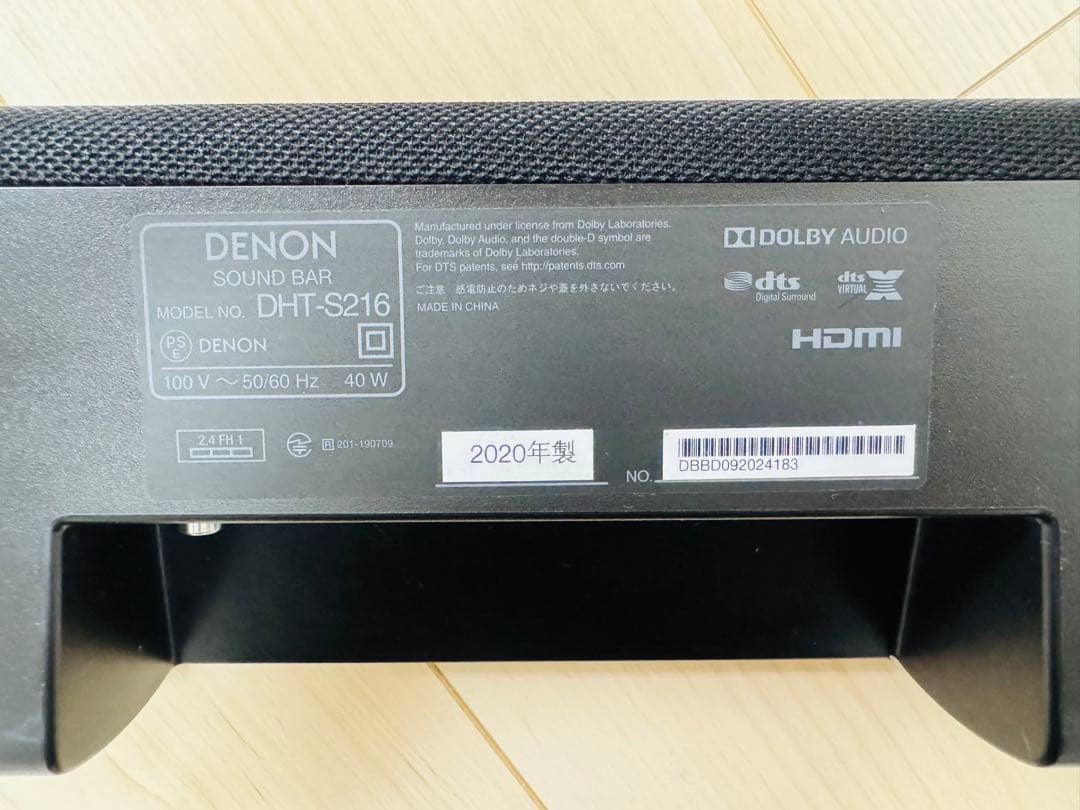 DENON
SOUND BAR
MODEL NO. DHT-S216
PS
E
DENON
100 V ～ 50/60 Hz 40 W
Manufactured under license from Dolby Laboratories.
Dolby, Dolby Audio, and the double-D symbol are
trademarks of Dolby Laboratories.
For DTS patents, see http://patents.dts.com
ご注意 感電防止のためネジや蓋を外さないでください。
MADE IN CHINA
DOLBY AUDIO
dts
Digital Surround
dts
VIRTUAL
X
HDMI
2.4 FH 1
R 201-190709
2020年製
NO.
DBBD092024183